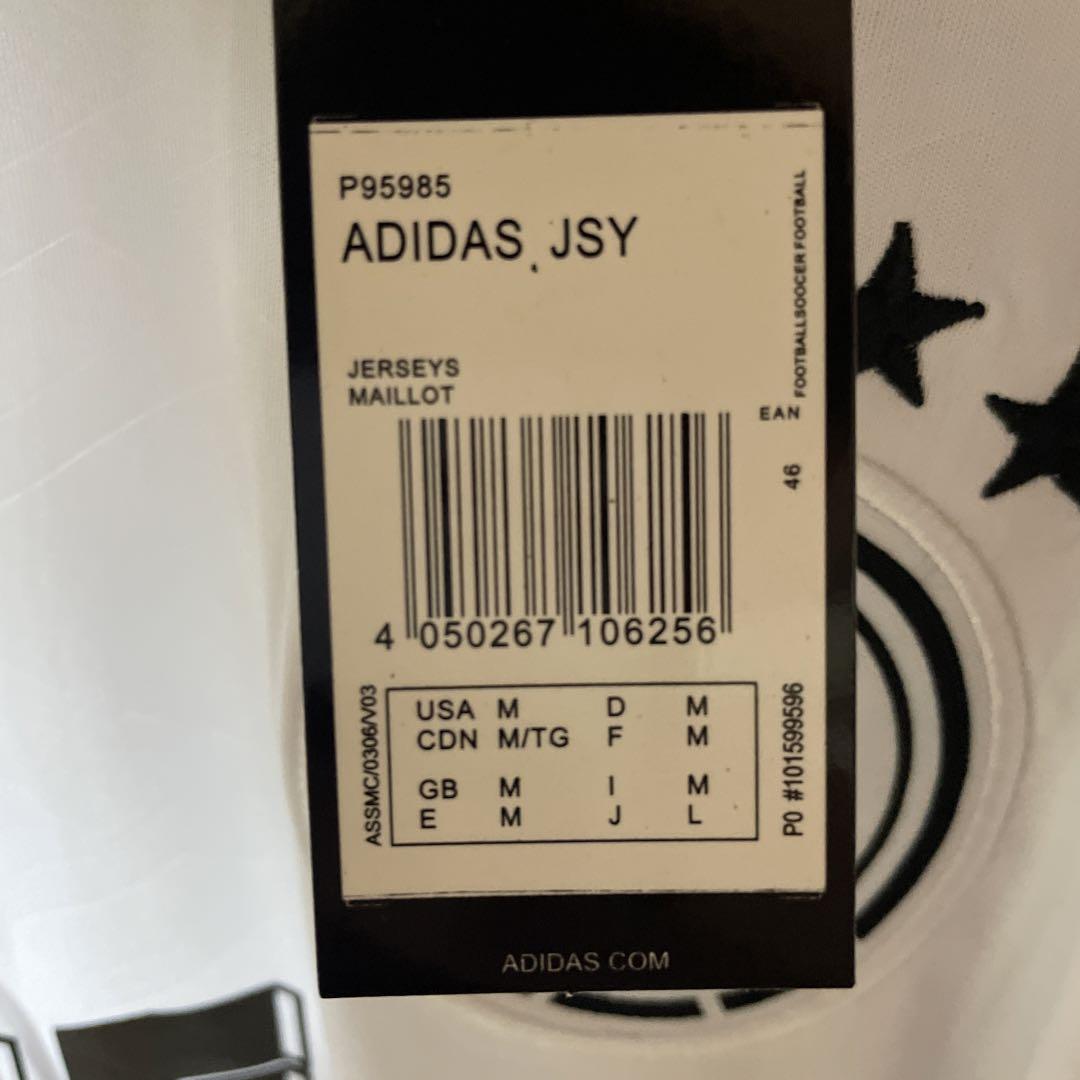 P95985
ADIDAS JSY
FOOTBALLSOOCER FOOTBALL
JERSEYS
MAILLOT
EAN
46
4 050267 106256
ASSMC/0306/V03
USA M D M
CDN M/TG F M
GB M I M
E M J L
PO #101599596
ADIDAS COM